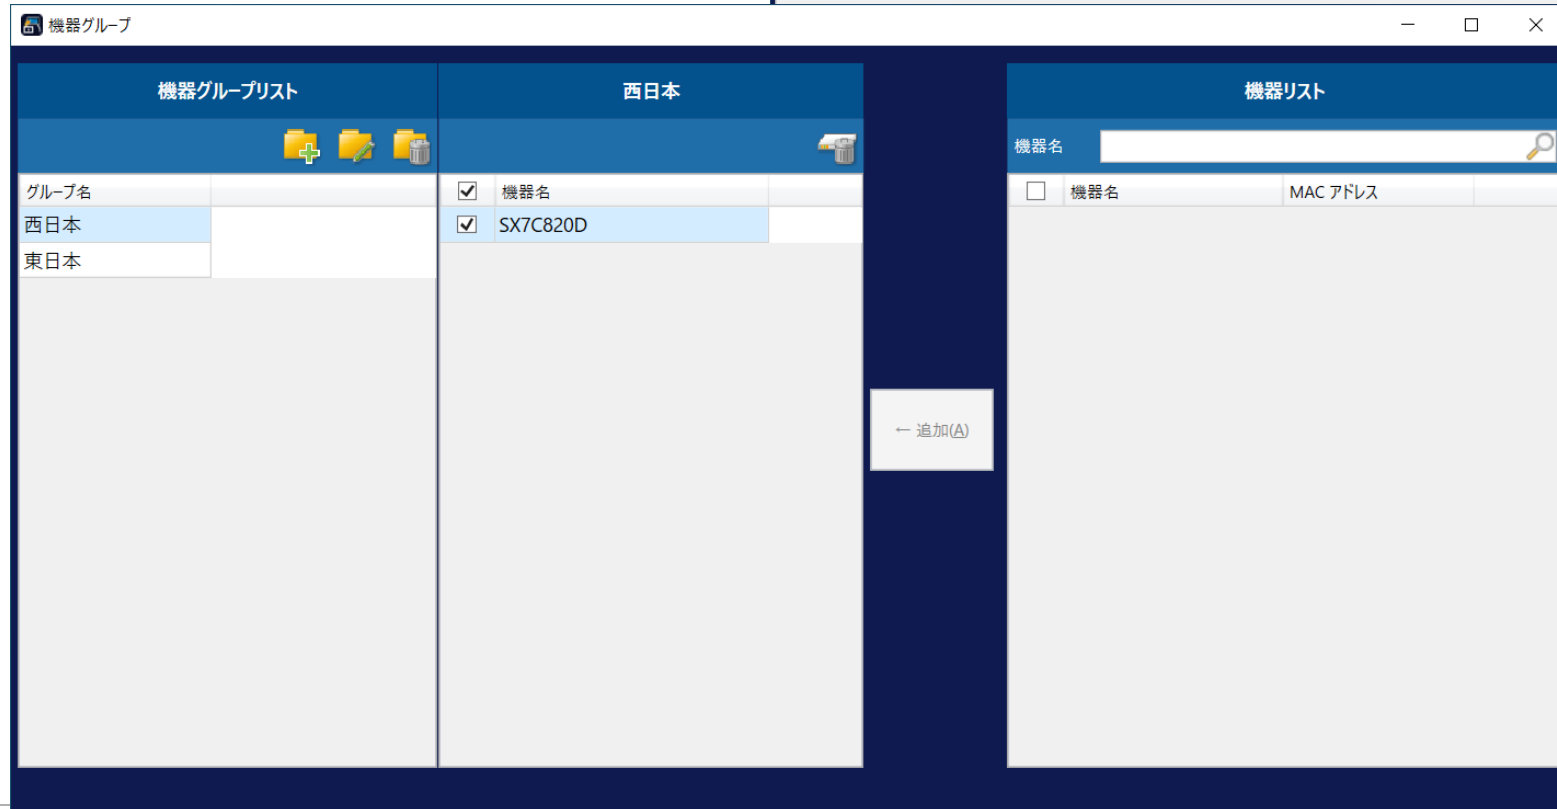 機器グループ
機器グループリスト
西日本
機器リスト
機器名
グループ名
機器名
機器名 MAC アドレス
西日本
SX7C820D
東日本
← 追加(A)